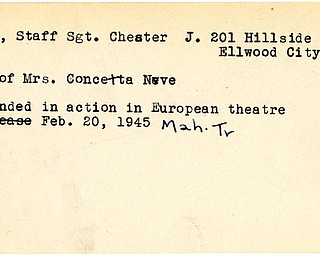 , Staff Sgt. Chester J. 201 Hillside
Ellwood City
of Mrs. Concetta Neve
nded in action in European theatre
ease Feb. 20, 1945 Mah. Tr